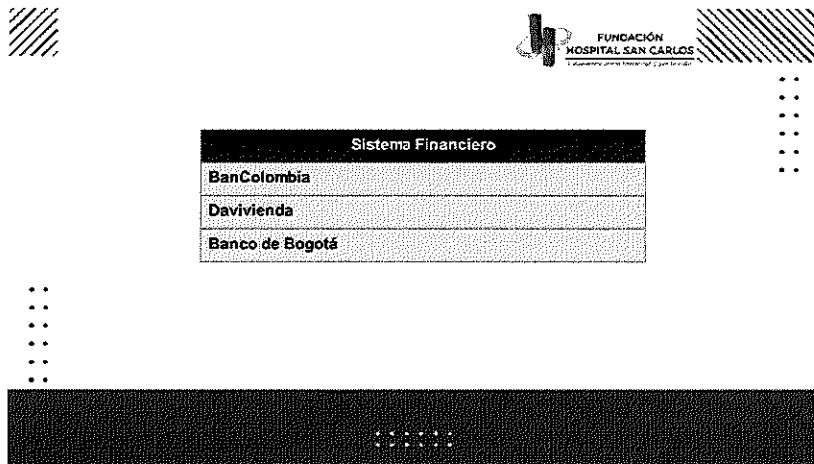 FUNDACIÓN
HOSPITAL SAN CARLOS
Sistema Financiero
BanColombia
Davivienda
Banco de Bogotá